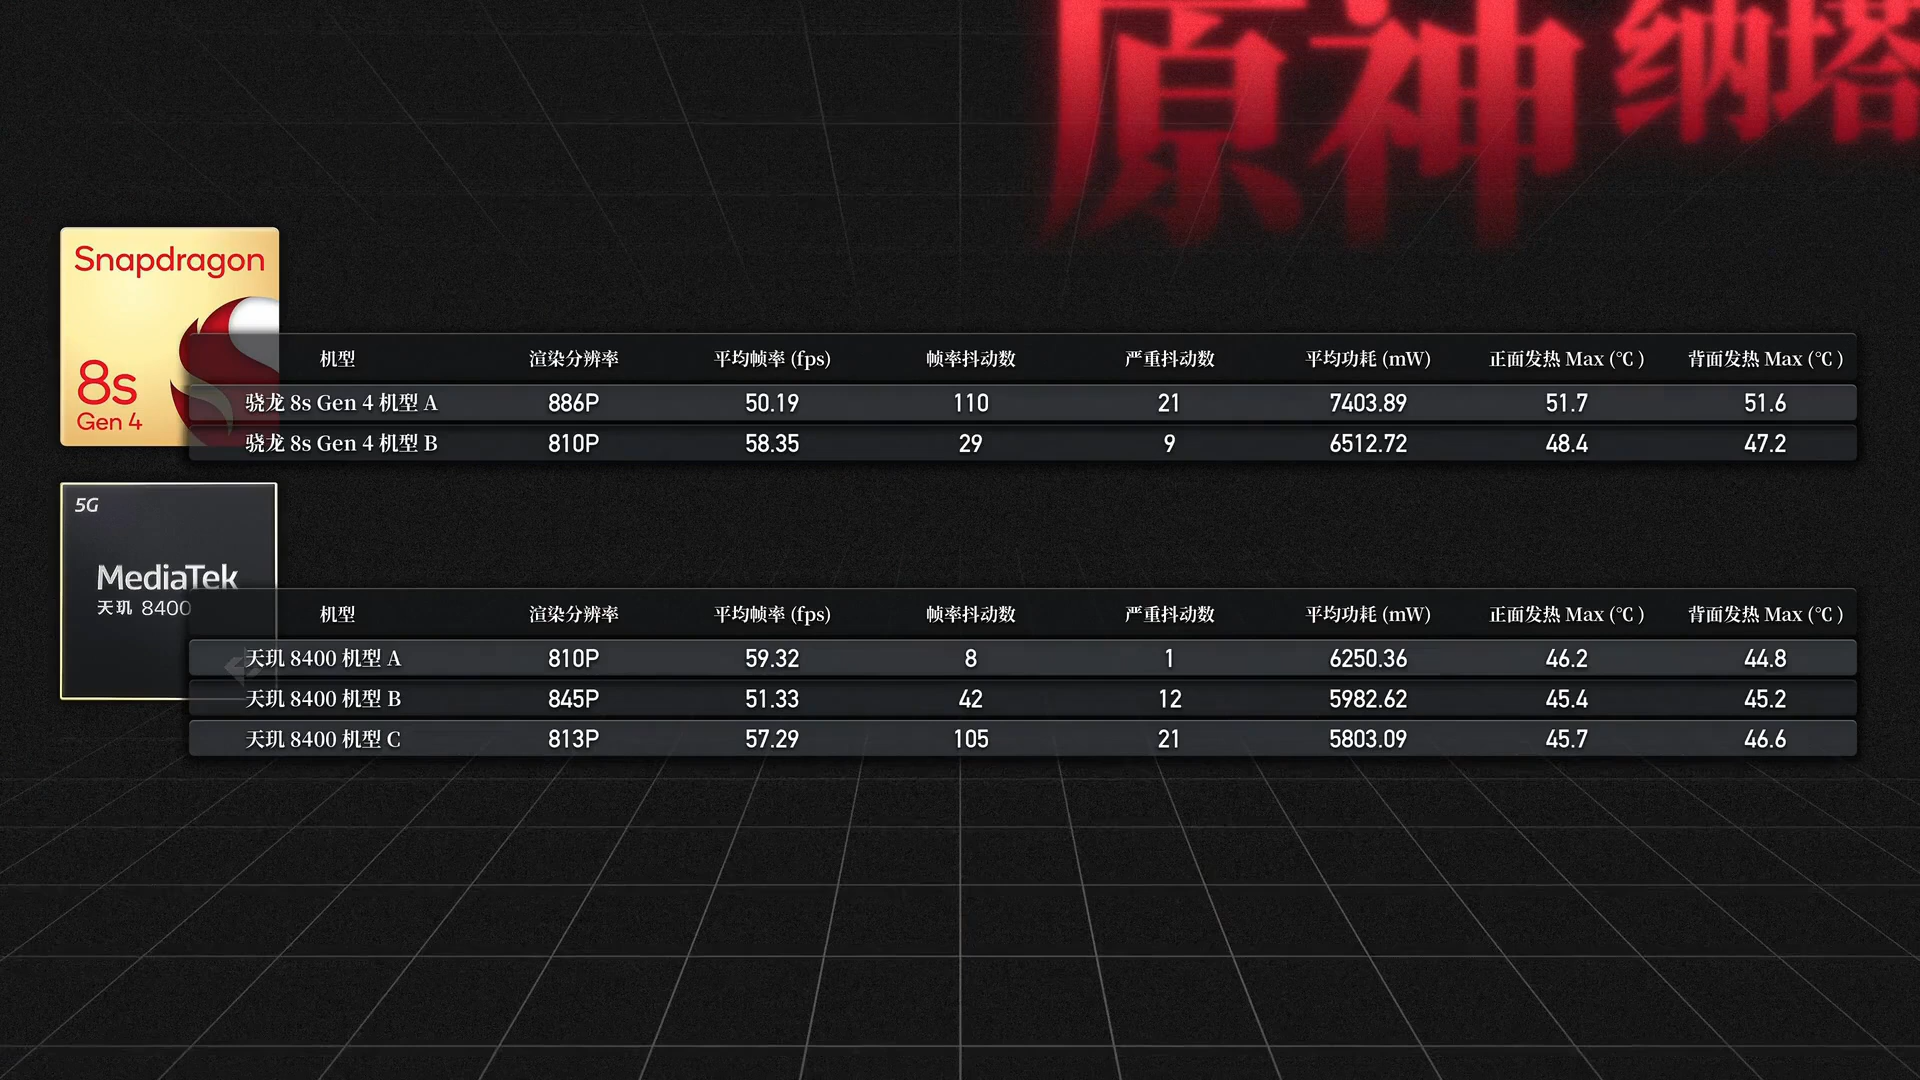 原神 纳塔
Snapdragon
8s
Gen 4
机型 渲染分辨率 平均帧率 (fps) 帧率抖动数 严重抖动数 平均功耗 (mW) 正面发热 Max (℃) 背面发热 Max (℃)
骁龙 8s Gen 4 机型 A 886P 50.19 110 21 7403.89 51.7 51.6
骁龙 8s Gen 4 机型 B 810P 58.35 29 9 6512.72 48.4 47.2
5G
MediaTek
天玑 8400
机型 渲染分辨率 平均帧率 (fps) 帧率抖动数 严重抖动数 平均功耗 (mW) 正面发热 Max (℃) 背面发热 Max (℃)
天玑 8400 机型 A 810P 59.32 8 1 6250.36 46.2 44.8
天玑 8400 机型 B 845P 51.33 42 12 5982.62 45.4 45.2
天玑 8400 机型 C 813P 57.29 105 21 5803.09 45.7 46.6